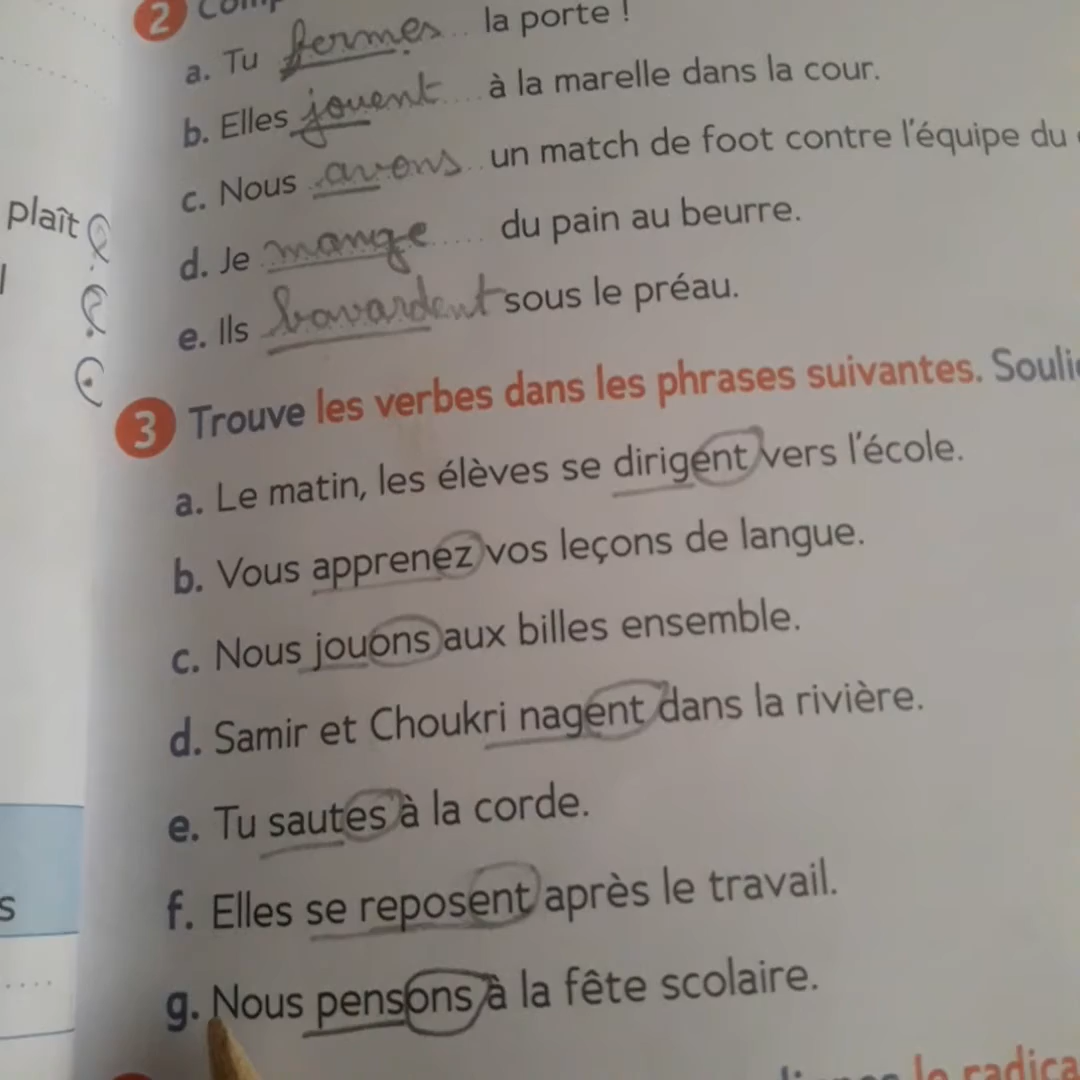 2
a. Tu fermes la porte !
b. Elles jouent à la marelle dans la cour.
c. Nous avons un match de foot contre l'équipe du
plaît
d. Je mange du pain au beurre.
e. Ils bavardent sous le préau.
3 Trouve les verbes dans les phrases suivantes. Souli
a. Le matin, les élèves se dirigent vers l'école.
b. Vous apprenez vos leçons de langue.
c. Nous jouons aux billes ensemble.
d. Samir et Choukri nagent dans la rivière.
e. Tu sautes à la corde.
s
f. Elles se reposent après le travail.
g. Nous pensons à la fête scolaire.
le radica